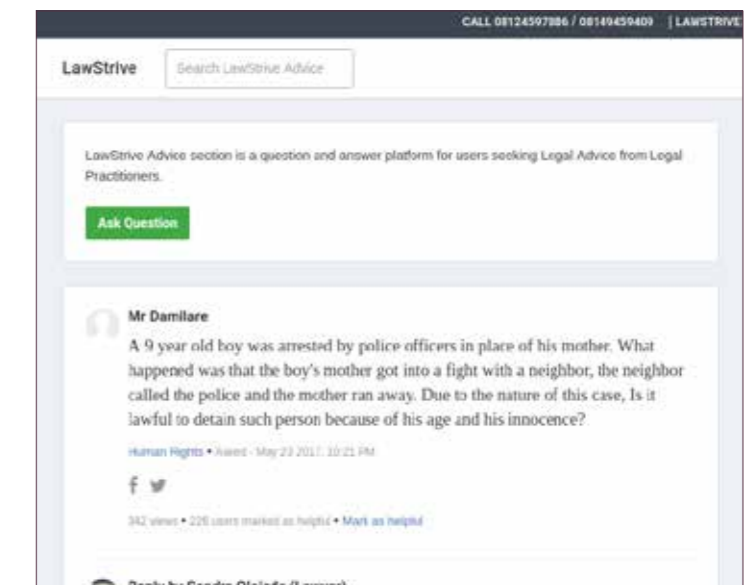 CALL 08124597886 / 08149459409 | LAWSTRIVE
LawStrive
Search LawStrive Advice
LawStrive Advice section is a question and answer platform for users seeking Legal Advice from Legal
Practitioners.
Ask Question
Mr Damilare
A 9 year old boy was arrested by police officers in place of his mother. What
happened was that the boy's mother got into a fight with a neighbor, the neighbor
called the police and the mother ran away. Due to the nature of this case, Is it
lawful to detain such person because of his age and his innocence?
Human Rights • Asked - May 23 2017, 10:21 PM
342 views • 226 users marked as helpful • Mark as helpful
Reply by Sandra Olajade (Lawyer)